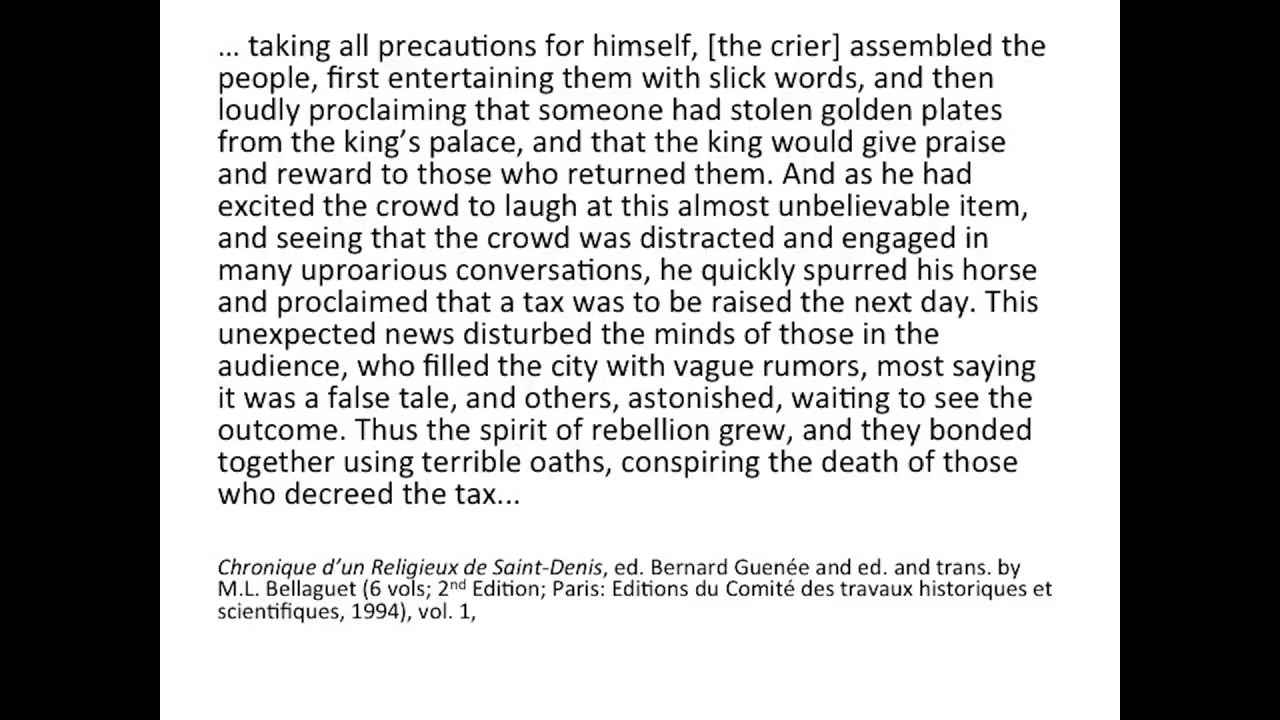 ... taking all precautions for himself, [the crier] assembled the
people, first entertaining them with slick words, and then
loudly proclaiming that someone had stolen golden plates
from the king’s palace, and that the king would give praise
and reward to those who returned them. And as he had
excited the crowd to laugh at this almost unbelievable item,
and seeing that the crowd was distracted and engaged in
many uproarious conversations, he quickly spurred his horse
and proclaimed that a tax was to be raised the next day. This
unexpected news disturbed the minds of those in the
audience, who filled the city with vague rumors, most saying
it was a false tale, and others, astonished, waiting to see the
outcome. Thus the spirit of rebellion grew, and they bonded
together using terrible oaths, conspiring the death of those
who decreed the tax...
Chronique d’un Religieux de Saint-Denis, ed. Bernard Guenée and ed. and trans. by
M.L. Bellaguet (6 vols; 2nd Edition; Paris: Editions du Comité des travaux historiques et
scientifiques, 1994), vol. 1,